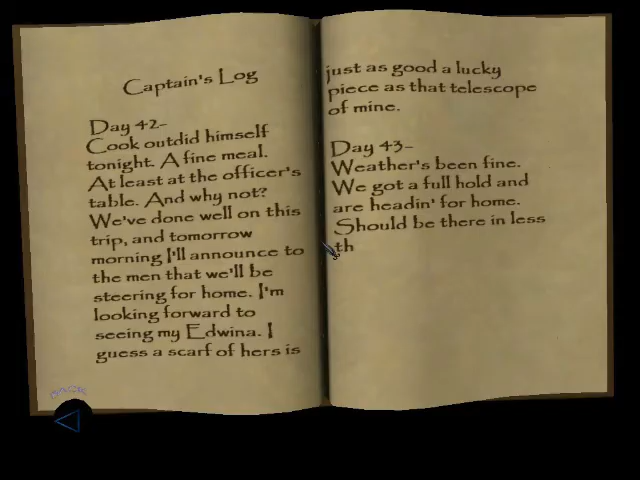 Captain's Log
Day 42-
Cook outdid himself
tonight. A fine meal.
At least at the officer's
table. And why not?
We've done well on this
trip, and tomorrow
morning I'll announce to
the men that we'll be
steering for home. I'm
looking forward to
seeing my Edwina. I
guess a scarf of hers is
just as good a lucky
piece as that telescope
of mine.
Day 43-
Weather's been fine.
We got a full hold and
are headin' for home.
Should be there in less
th